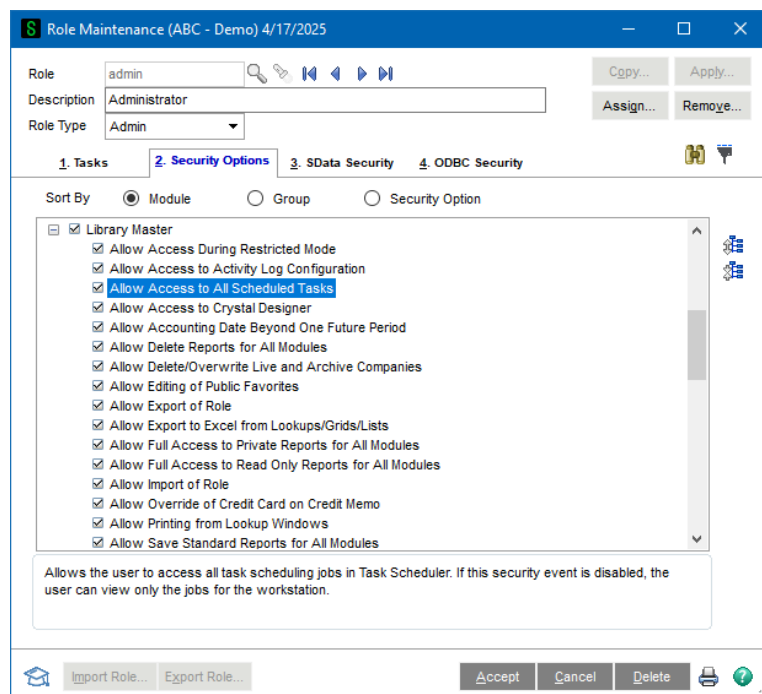 S Role Maintenance (ABC - Demo) 4/17/2025
Role admin Copy... Apply...
Description Administrator Assign... Remove...
Role Type Admin
1. Tasks 2. Security Options 3. SData Security 4. ODBC Security
Sort By Module Group Security Option
Library Master
Allow Access During Restricted Mode
Allow Access to Activity Log Configuration
Allow Access to All Scheduled Tasks
Allow Access to Crystal Designer
Allow Accounting Date Beyond One Future Period
Allow Delete Reports for All Modules
Allow Delete/Overwrite Live and Archive Companies
Allow Editing of Public Favorites
Allow Export of Role
Allow Export to Excel from Lookups/Grids/Lists
Allow Full Access to Private Reports for All Modules
Allow Full Access to Read Only Reports for All Modules
Allow Import of Role
Allow Override of Credit Card on Credit Memo
Allow Printing from Lookup Windows
Allow Save Standard Reports for All Modules
Allows the user to access all task scheduling jobs in Task Scheduler. If this security event is disabled, the
user can view only the jobs for the workstation.
Import Role... Export Role... Accept Cancel Delete ?